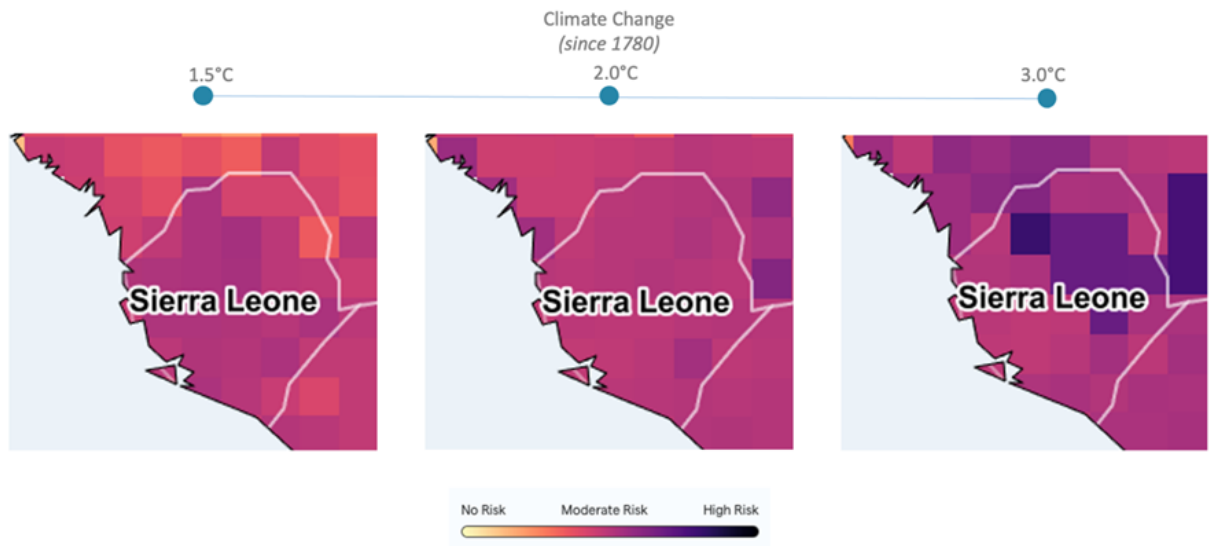 Climate Change
(since 1780)
1.5°C
2.0°C
3.0°C
Sierra Leone
Sierra Leone
Sierra Leone
No Risk
Moderate Risk
High Risk